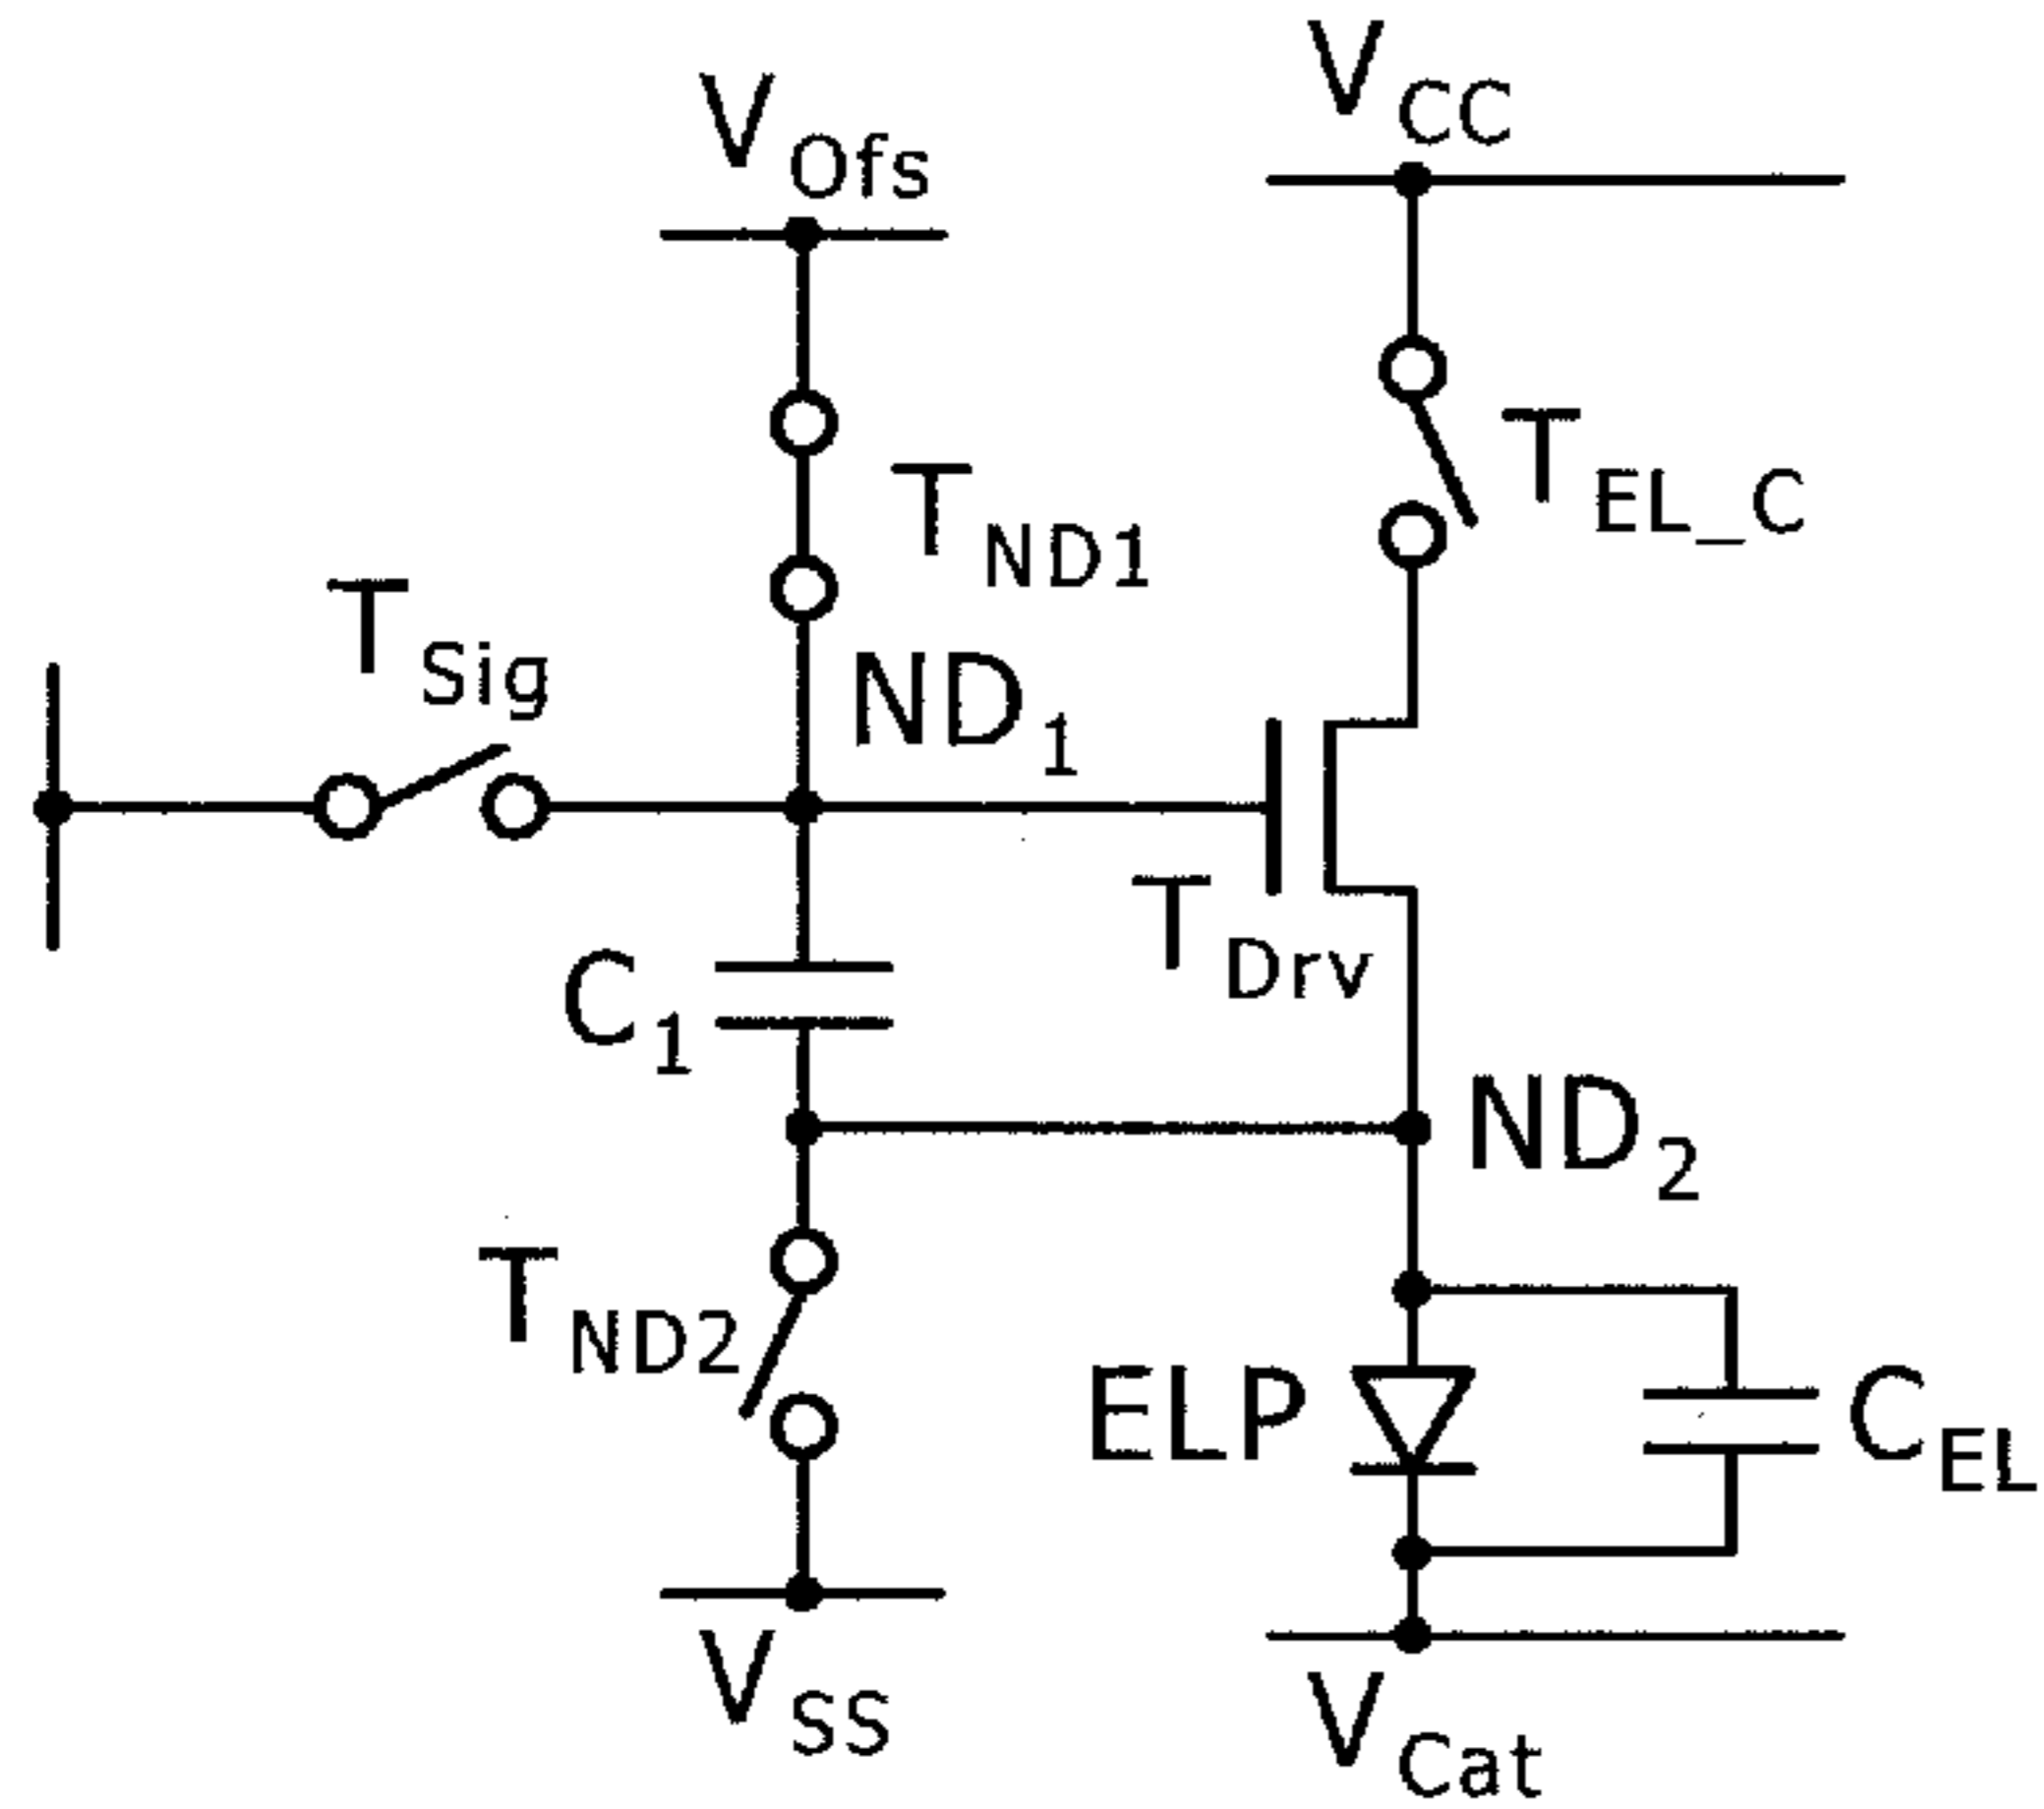 V_CC
V_Ofs
T_EL_C
T_ND1
T_Sig
ND_1
T_Drv
C_1
ND_2
T_ND2
ELP
C_EL
V_SS
V_Cat